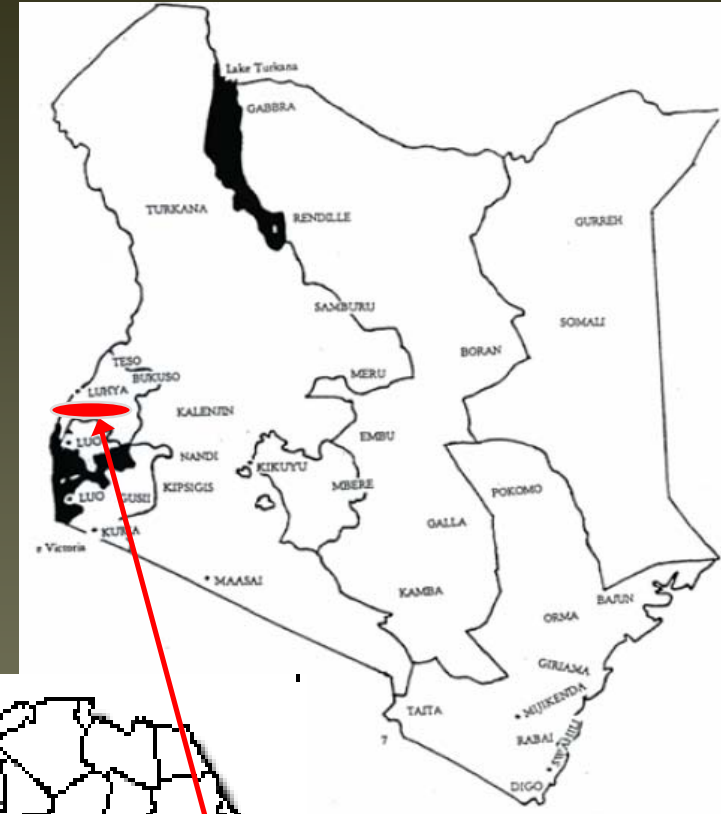 Lake Turkana
GABBRA
TURKANA
RENDILLE
GURREH
SAMBURU
SOMALI
BORAN
TESO
BUKUSO
MERU
LUHYA
KALENJIN
EMBU
LUO
NANDI
KIKUYU
KIPSIGIS
MBERE
POKOMO
LUO
GUSII
GALLA
KURIA
e Victoria
MAASAI
KAMBA
BAJUN
ORMA
GIRIAMA
MIJIKENDA
TAITA
RABAI
SWAHILI
7
DIGO